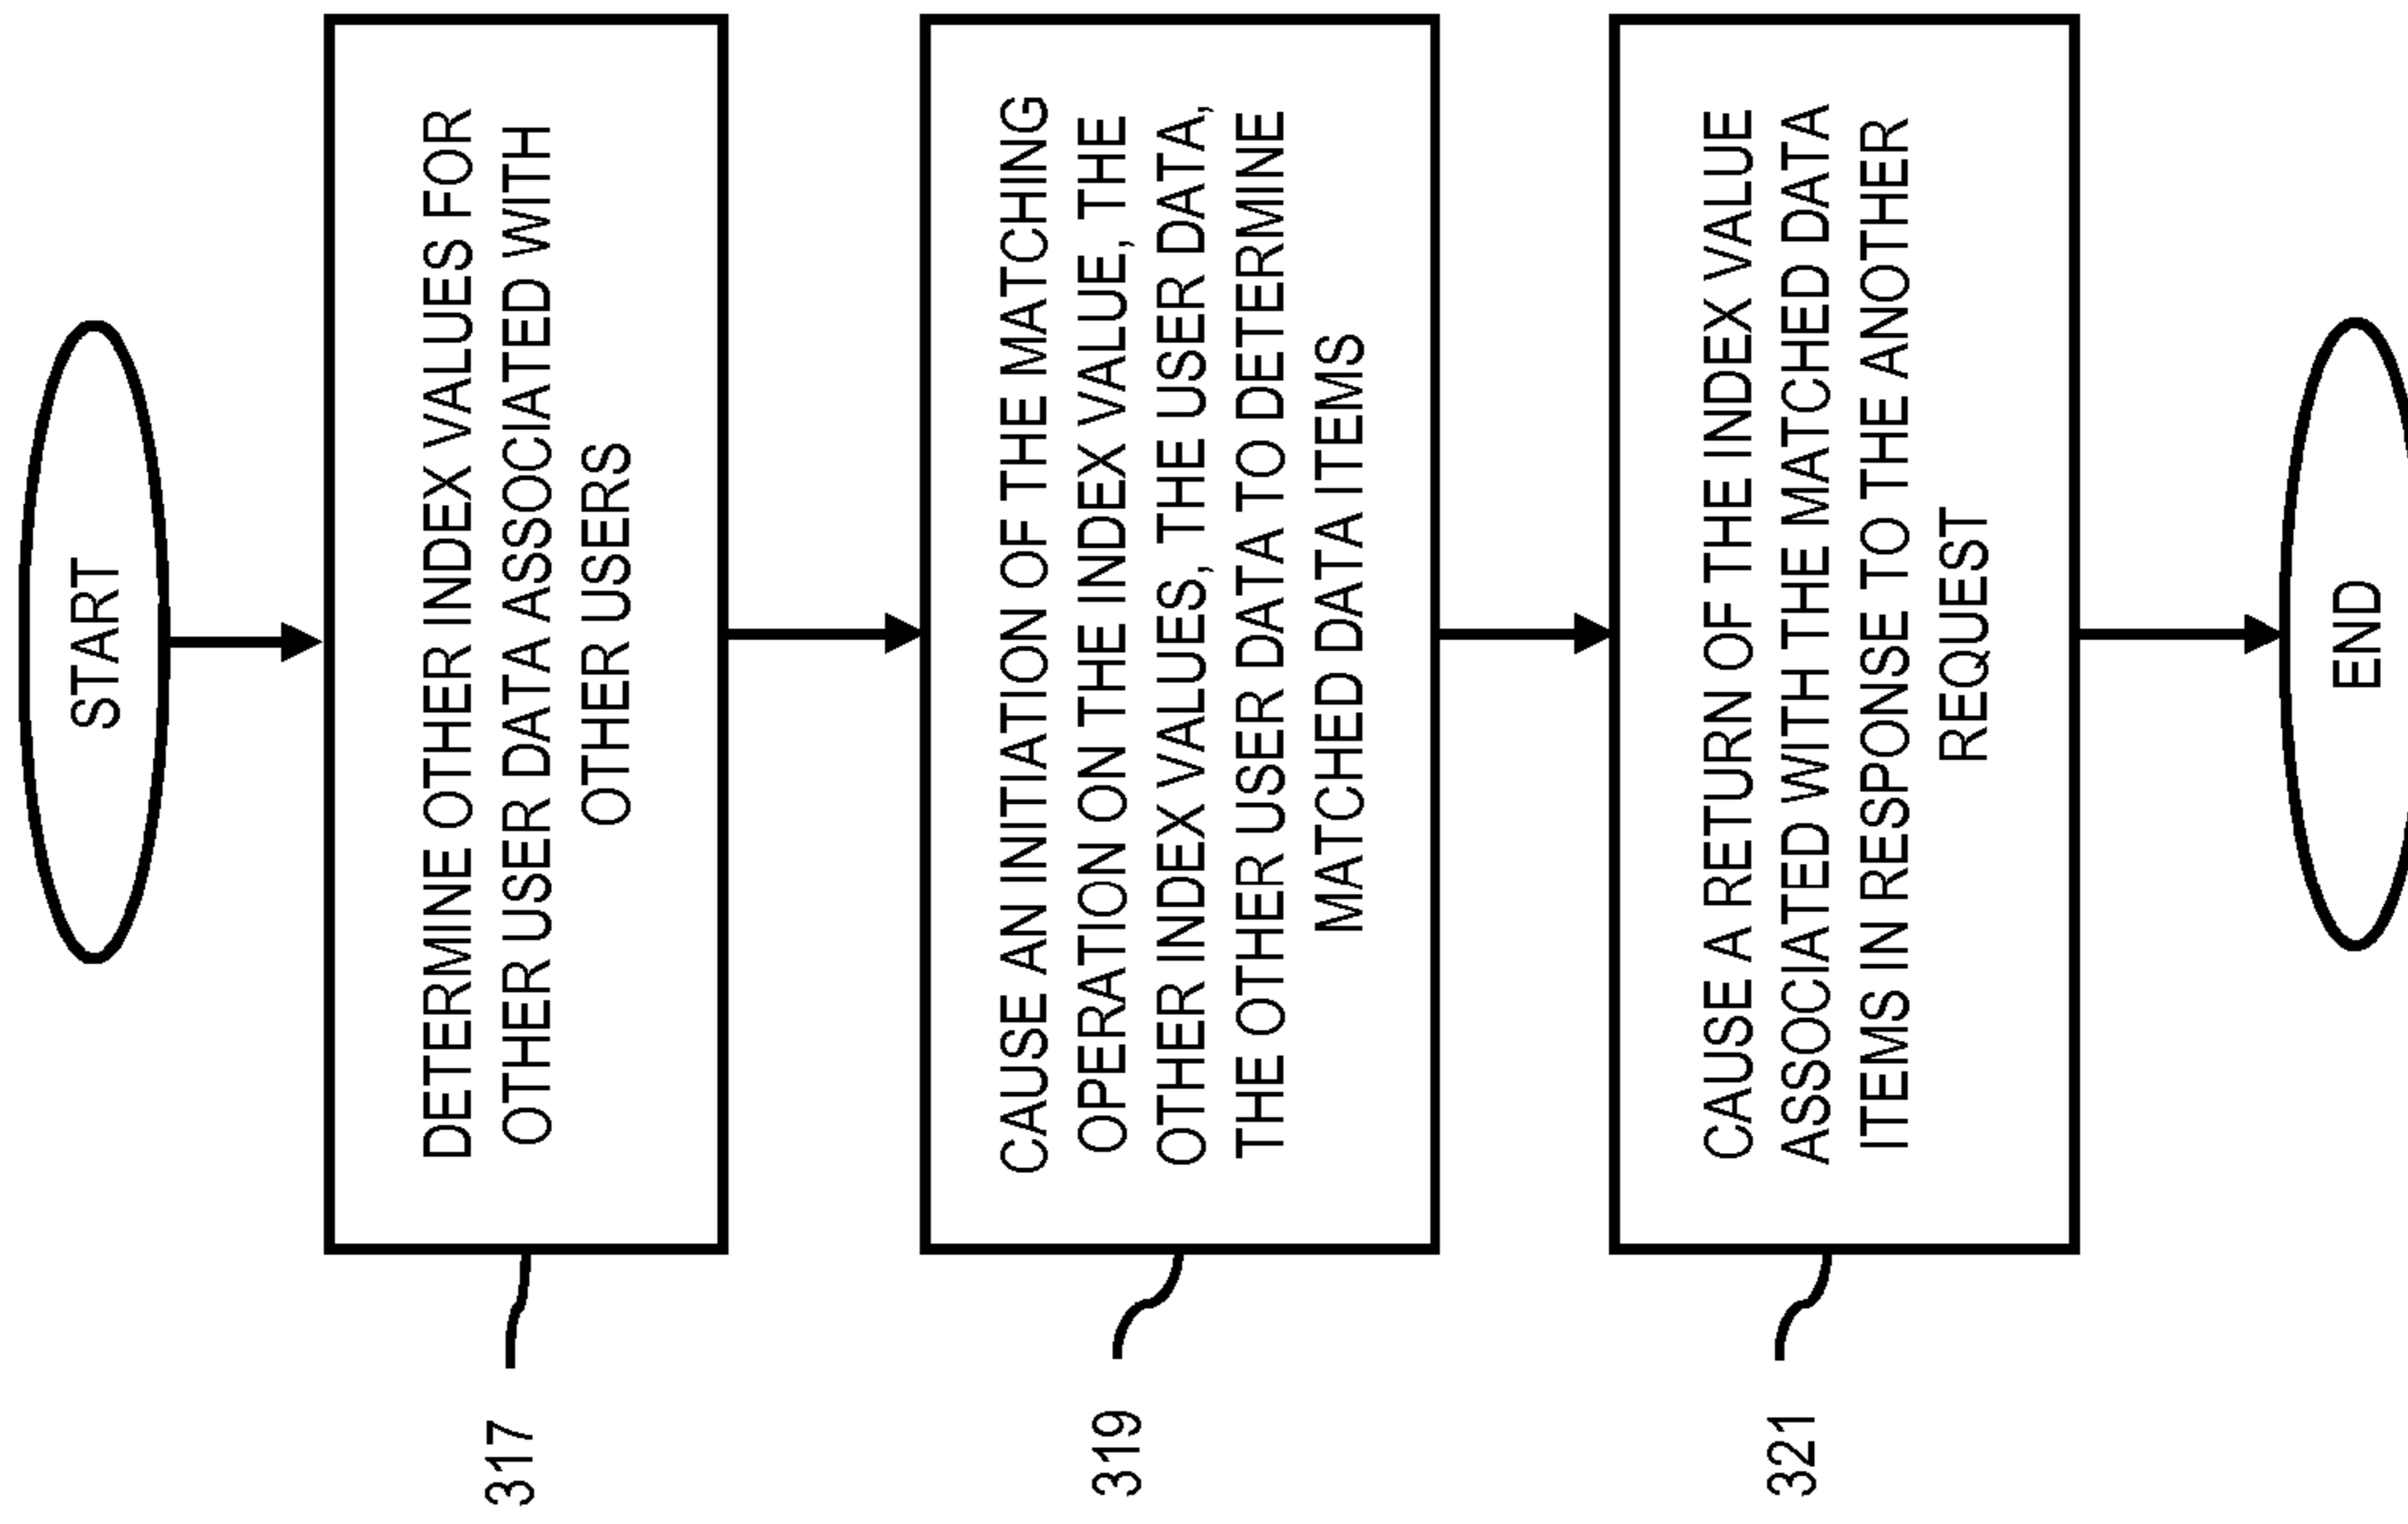 START
DETERMINE OTHER INDEX VALUES FOR
OTHER USER DATA ASSOCIATED WITH
OTHER USERS
317
CAUSE AN INITIATION OF THE MATCHING
OPERATION ON THE INDEX VALUE, THE
OTHER INDEX VALUES, THE USER DATA,
THE OTHER USER DATA TO DETERMINE
MATCHED DATA ITEMS
319
CAUSE A RETURN OF THE INDEX VALUE
ASSOCIATED WITH THE MATCHED DATA
ITEMS IN RESPONSE TO THE ANOTHER
REQUEST
321
END